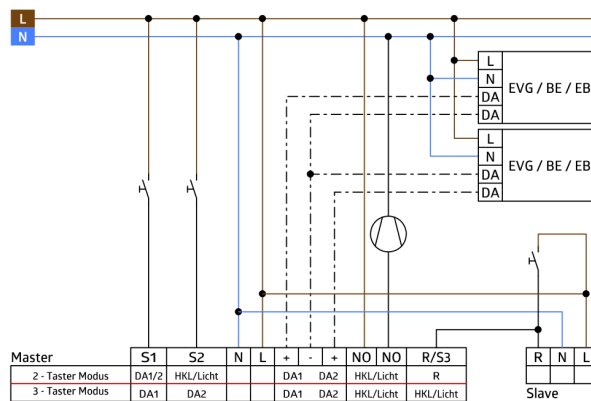 L
N
L
N EVG / BE / EB
DA
DA
L
N EVG / BE / EB
DA
DA
Master S1 S2 N L + - + NO NO R/S3 R N L
2 - Taster Modus DA1/2 HKL/Licht DA1 DA2 HKL/Licht R
3 - Taster Modus DA1 DA2 DA1 DA2 HKL/Licht HKL/Licht
Slave